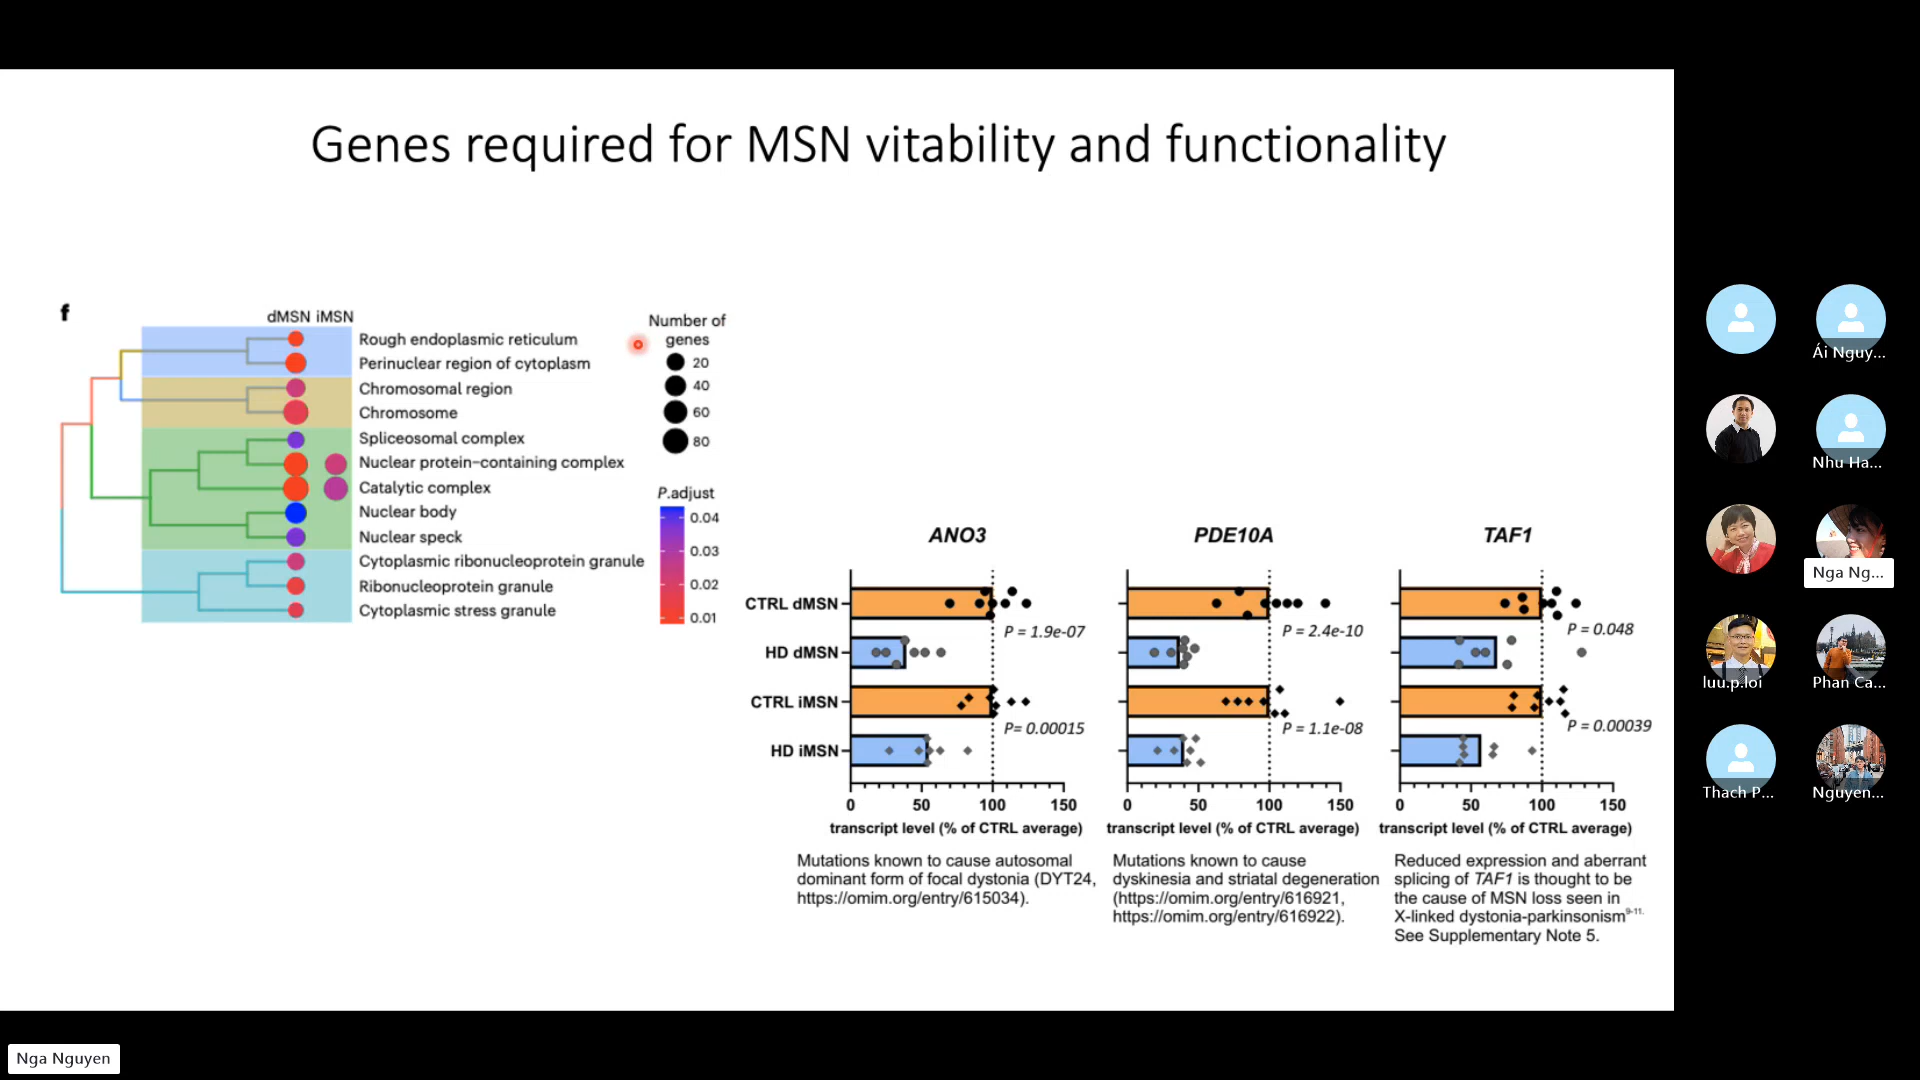 Genes required for MSN vitability and functionality
f
dMSN iMSN
Rough endoplasmic reticulum
Perinuclear region of cytoplasm
Chromosomal region
Chromosome
Spliceosomal complex
Nuclear protein-containing complex
Catalytic complex
Nuclear body
Nuclear speck
Cytoplasmic ribonucleoprotein granule
Ribonucleoprotein granule
Cytoplasmic stress granule
Number of
genes
20
40
60
80
P.adjust
0.04
0.03
0.02
0.01
CTRL dMSN
HD dMSN
CTRL iMSN
HD iMSN
ANO3
P = 1.9e-07
P= 0.00015
0 50 100 150
transcript level (% of CTRL average)
Mutations known to cause autosomal
dominant form of focal dystonia (DYT24,
https://omim.org/entry/615034).
PDE10A
P = 2.4e-10
P = 1.1e-08
0 50 100 150
transcript level (% of CTRL average)
Mutations known to cause
dyskinesia and striatal degeneration
(https://omim.org/entry/616921,
https://omim.org/entry/616922).
TAF1
P = 0.048
P = 0.00039
0 50 100 150
transcript level (% of CTRL average)
Reduced expression and aberrant
splicing of TAF1 is thought to be
the cause of MSN loss seen in
X-linked dystonia-parkinsonism9-11.
See Supplementary Note 5.
Ái Nguy...
Nhu Ha...
Nga Ng...
luu.p.loi
Phan Ca...
Thach P...
Nguyen...
Nga Nguyen